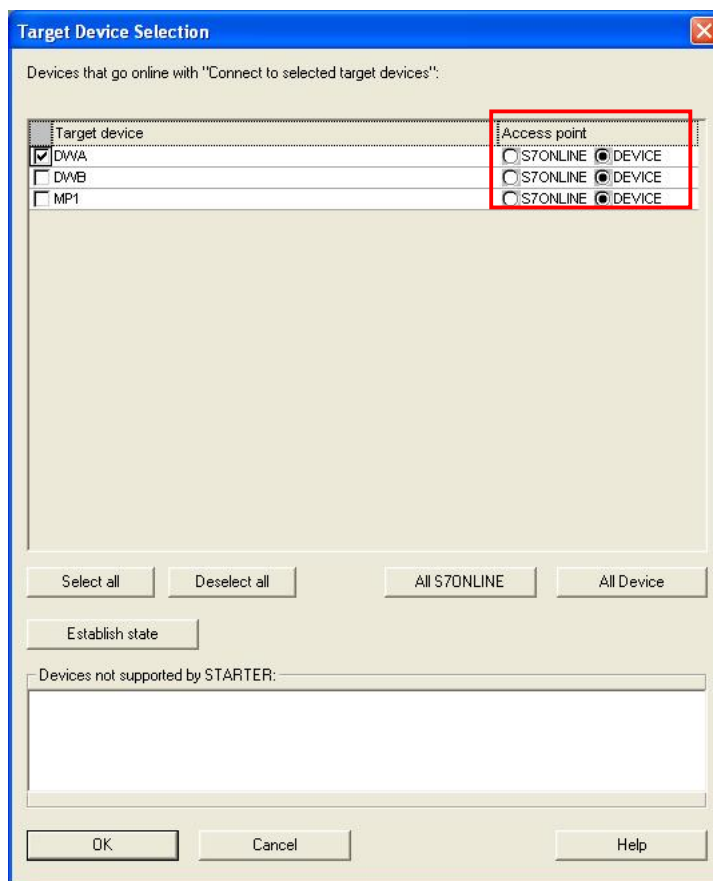 Target Device Selection
Devices that go online with "Connect to selected target devices":
Target device Access point
DWA S7ONLINE DEVICE
DWB S7ONLINE DEVICE
MP1 S7ONLINE DEVICE
Select all Deselect all All S7ONLINE All Device
Establish state
Devices not supported by STARTER:
OK Cancel Help